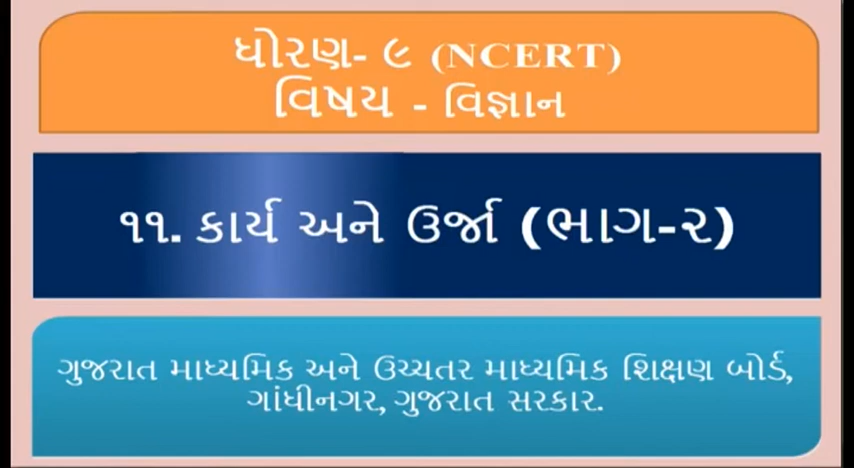 ધોરણ- ૯ (NCERT)
વિષય - વિજ્ઞાન
૧૧. કાર્ય અને ઉર્જા (ભાગ-૨)
ગુજરાત માધ્યમિક અને ઉચ્ચતર માધ્યમિક શિક્ષણ બોર્ડ,
ગાંધીનગર, ગુજરાત સરકાર.